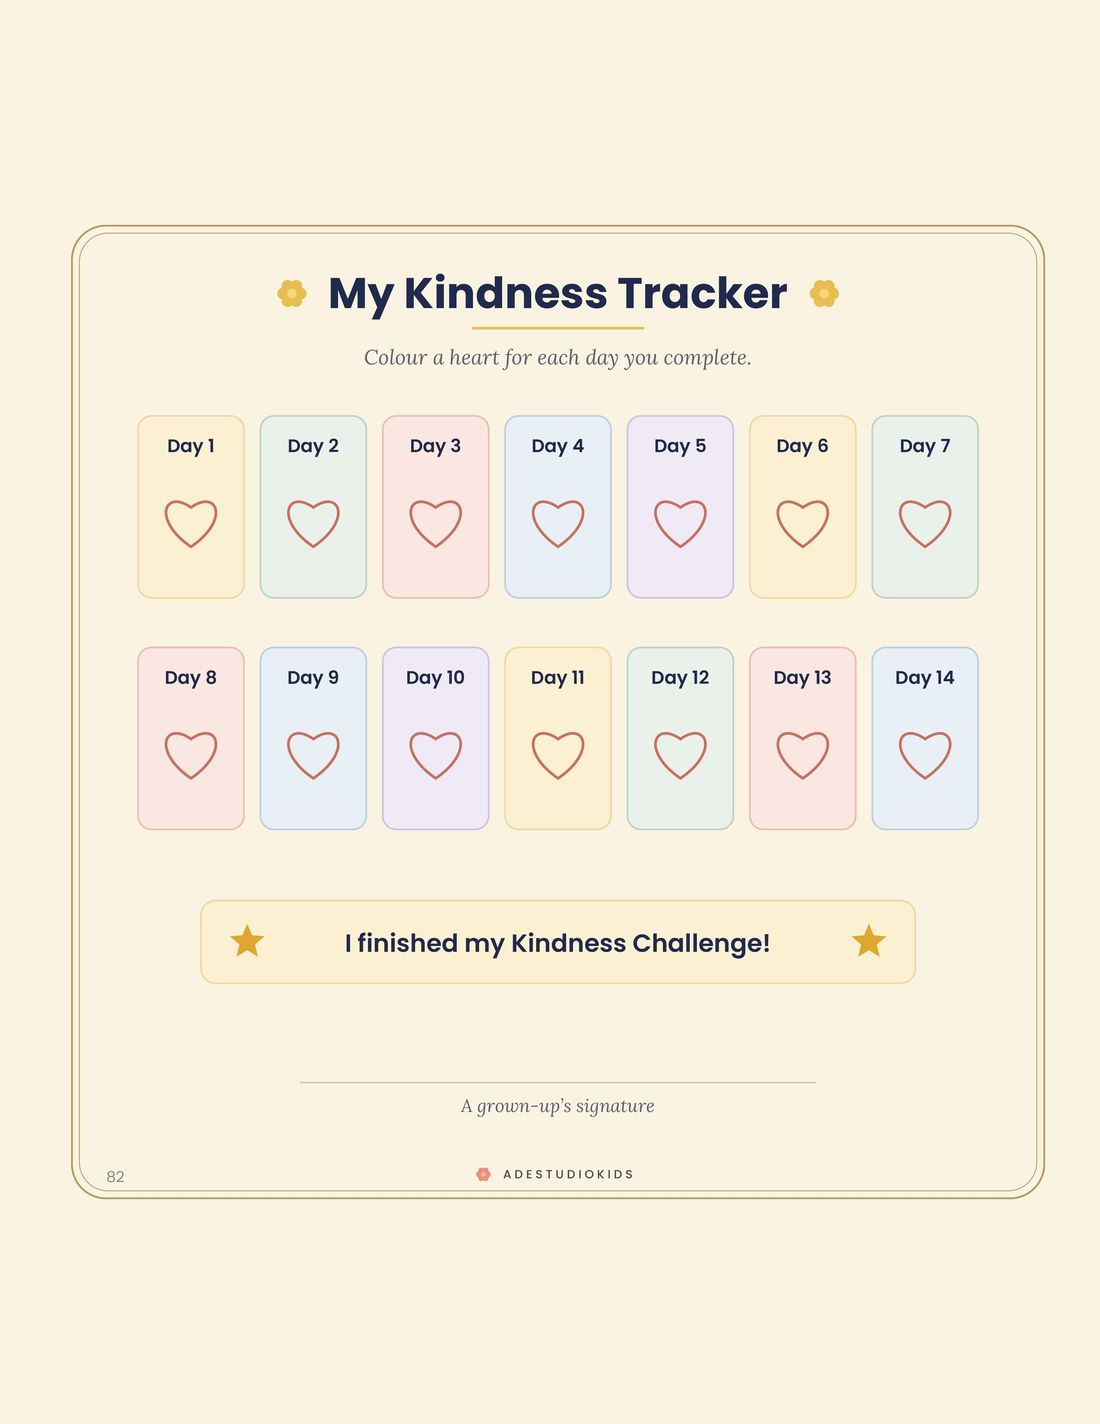 My Kindness Tracker
Colour a heart for each day you complete.
Day 1 Day 2 Day 3 Day 4 Day 5 Day 6 Day 7
Day 8 Day 9 Day 10 Day 11 Day 12 Day 13 Day 14
I finished my Kindness Challenge!
A grown-up’s signature
82 ADESTUDIOKIDS